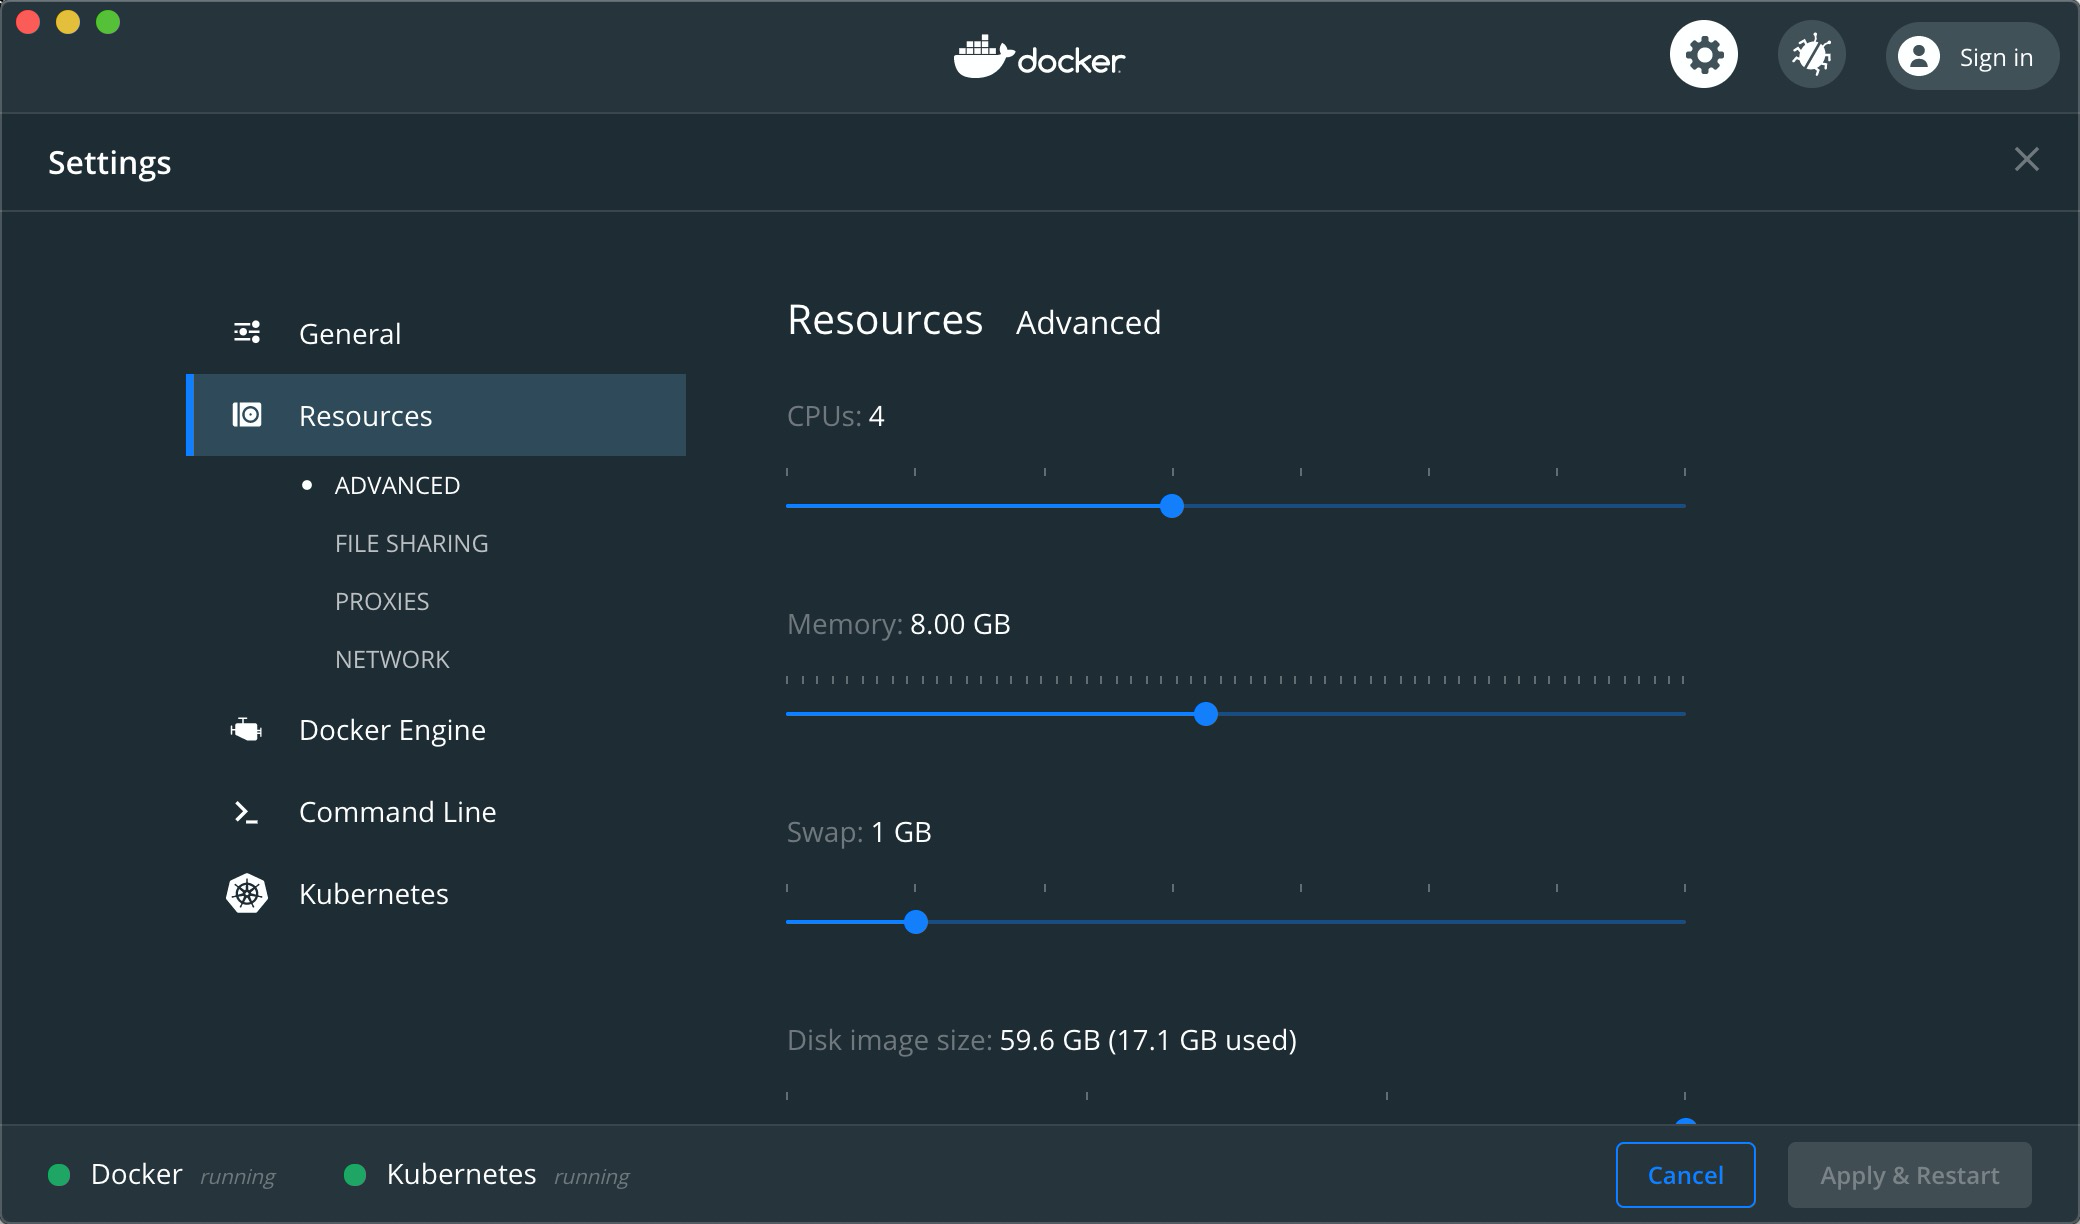 docker
Sign in
Settings
General
Resources
ADVANCED
FILE SHARING
PROXIES
NETWORK
Docker Engine
Command Line
Kubernetes
Resources Advanced
CPUs: 4
Memory: 8.00 GB
Swap: 1 GB
Disk image size: 59.6 GB (17.1 GB used)
Docker running
Kubernetes running
Cancel
Apply & Restart